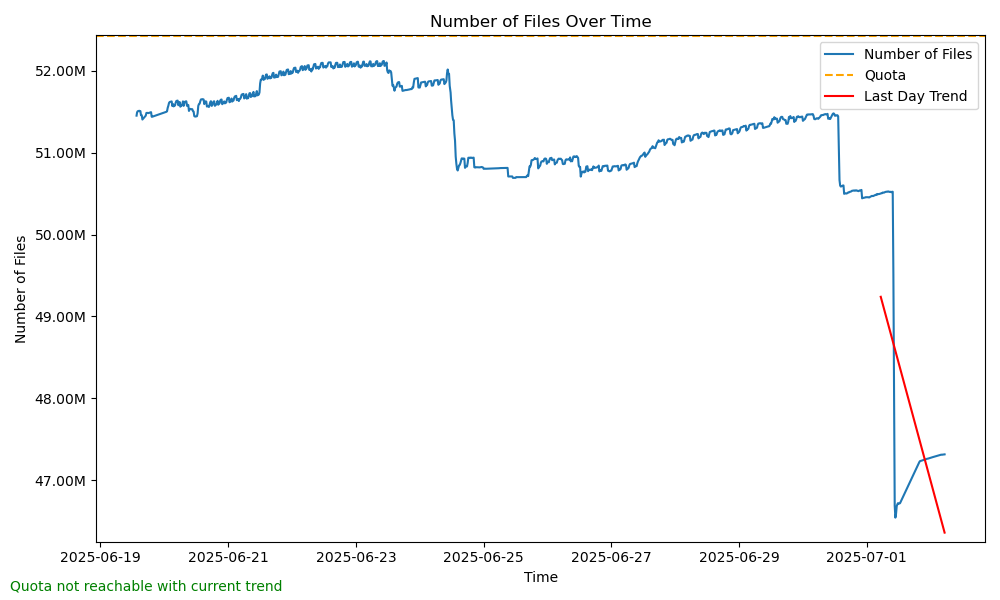 Number of Files Over Time
Number of Files
Quota
Last Day Trend
52.00M
51.00M
50.00M
49.00M
48.00M
47.00M
Number of Files
2025-06-19
2025-06-21
2025-06-23
2025-06-25
2025-06-27
2025-06-29
2025-07-01
Time
Quota not reachable with current trend